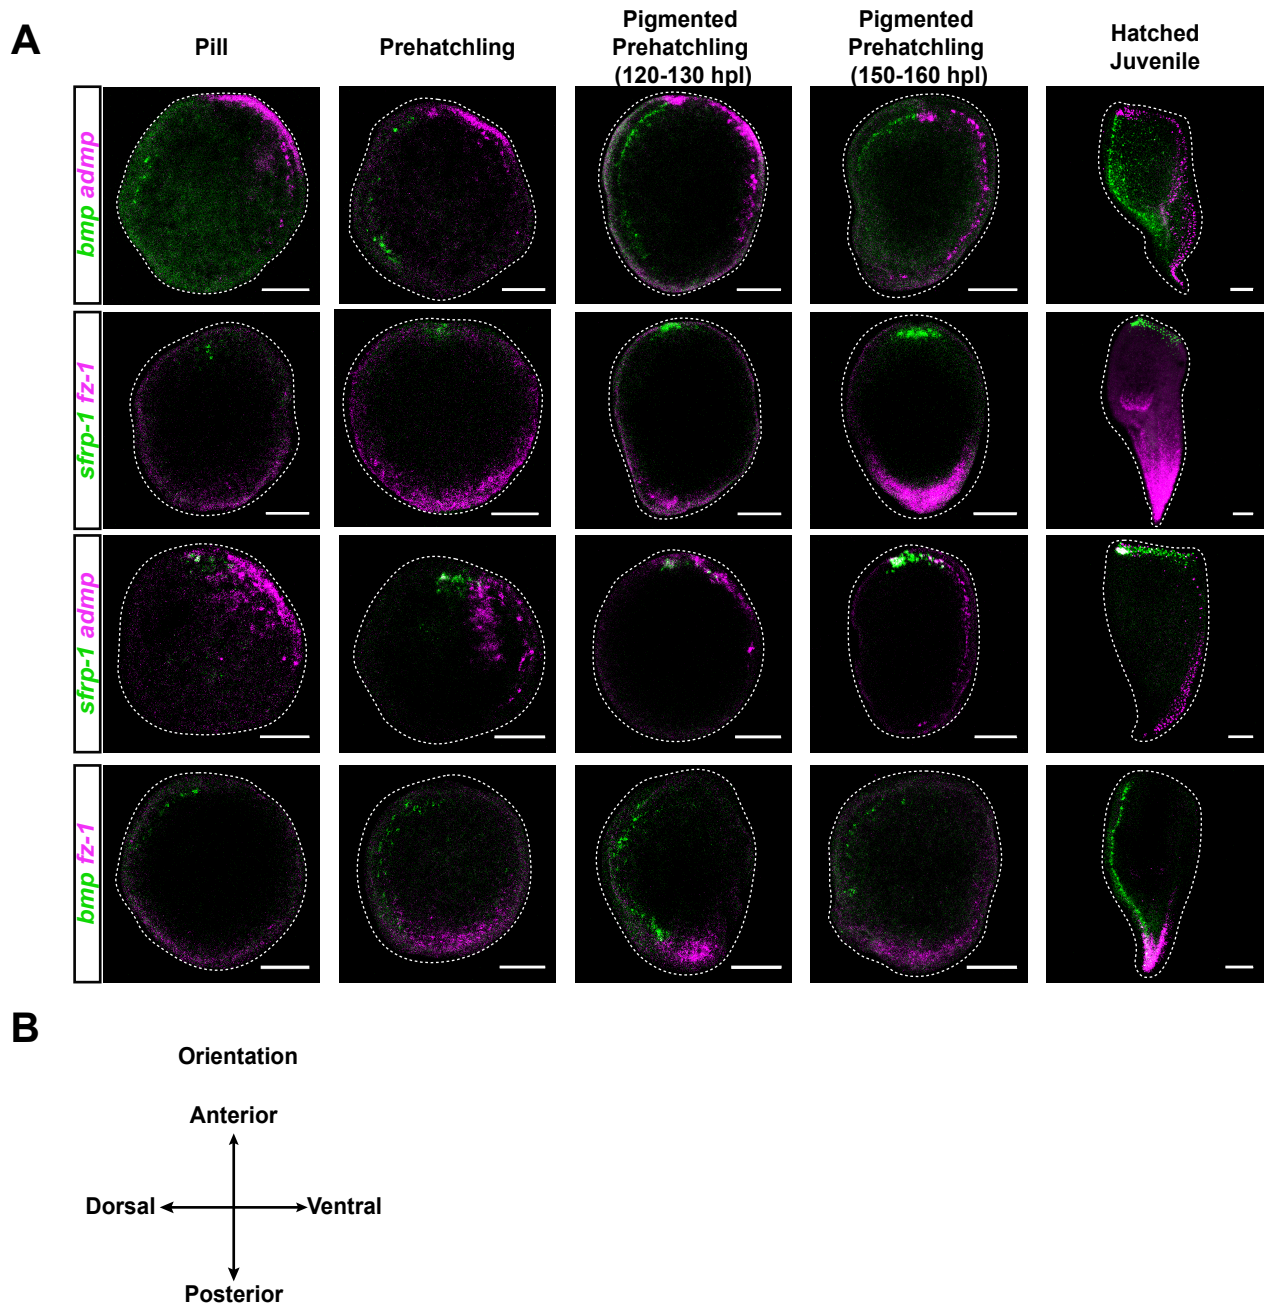 A
Pill
Prehatchling
Pigmented
Prehatchling
(120-130 hpl)
Pigmented
Prehatchling
(150-160 hpl)
Hatched
Juvenile
bmp admp
sfrp-1 fz-1
sfrp-1 admp
bmp fz-1
B
Orientation
Anterior
Dorsal
Ventral
Posterior